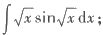 ∫√x sin√x dx;